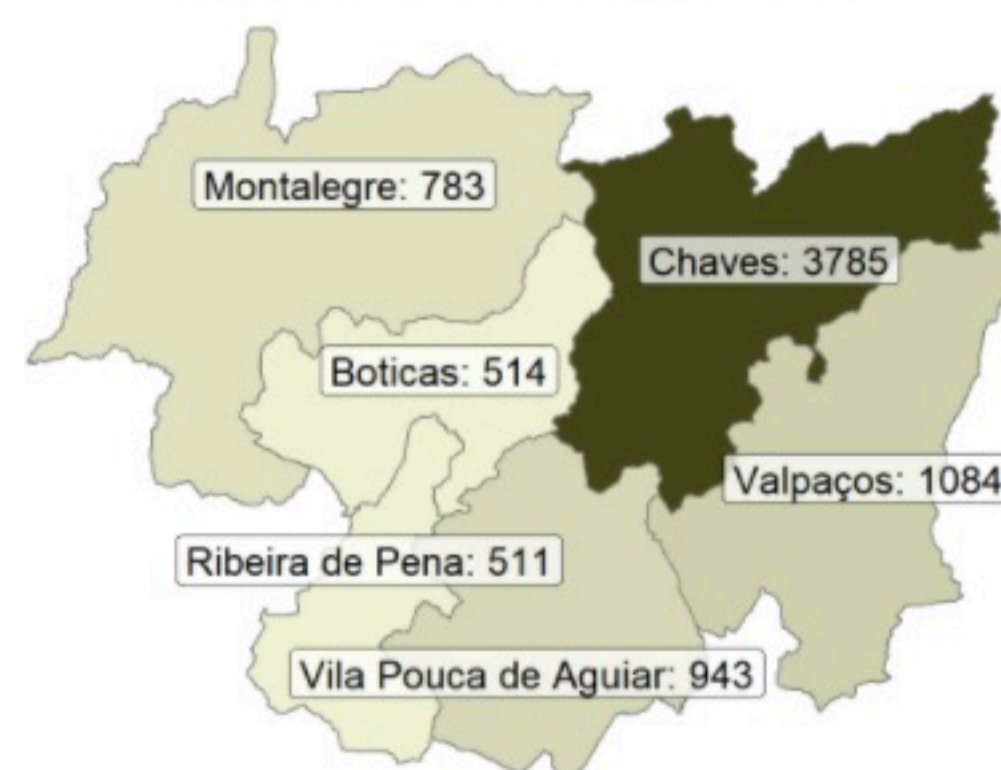 Montalegre: 783
Chaves: 3785
Boticas: 514
Valpaços: 1084
Ribeira de Pena: 511
Vila Pouca de Aguiar: 943